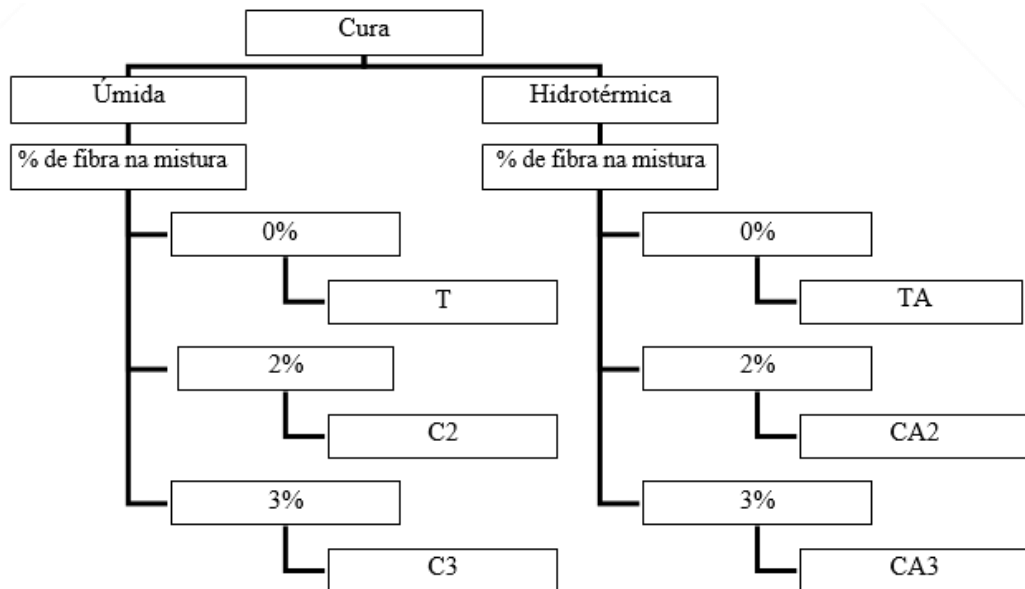 Cura
Úmida
Hidrotérmica
% de fibra na mistura
% de fibra na mistura
0%
0%
T
TA
2%
2%
C2
CA2
3%
3%
C3
CA3